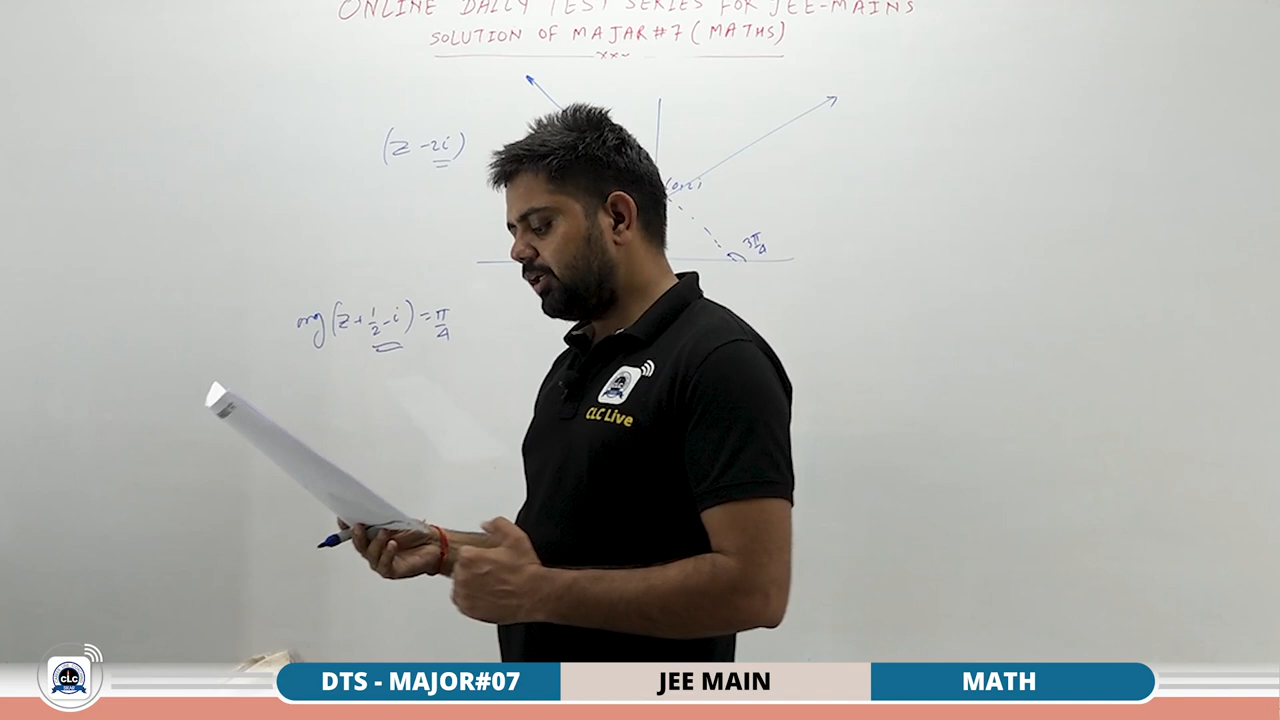 ONLINE DAILY TEST SERIES FOR JEE-MAINS
SOLUTION OF MAJAR #7 (MATHS)
(z - 2i)
3π/4
arg(z + 1/2 - i) = π/4
CLC Live
CLC
DTS - MAJOR#07
JEE MAIN
MATH